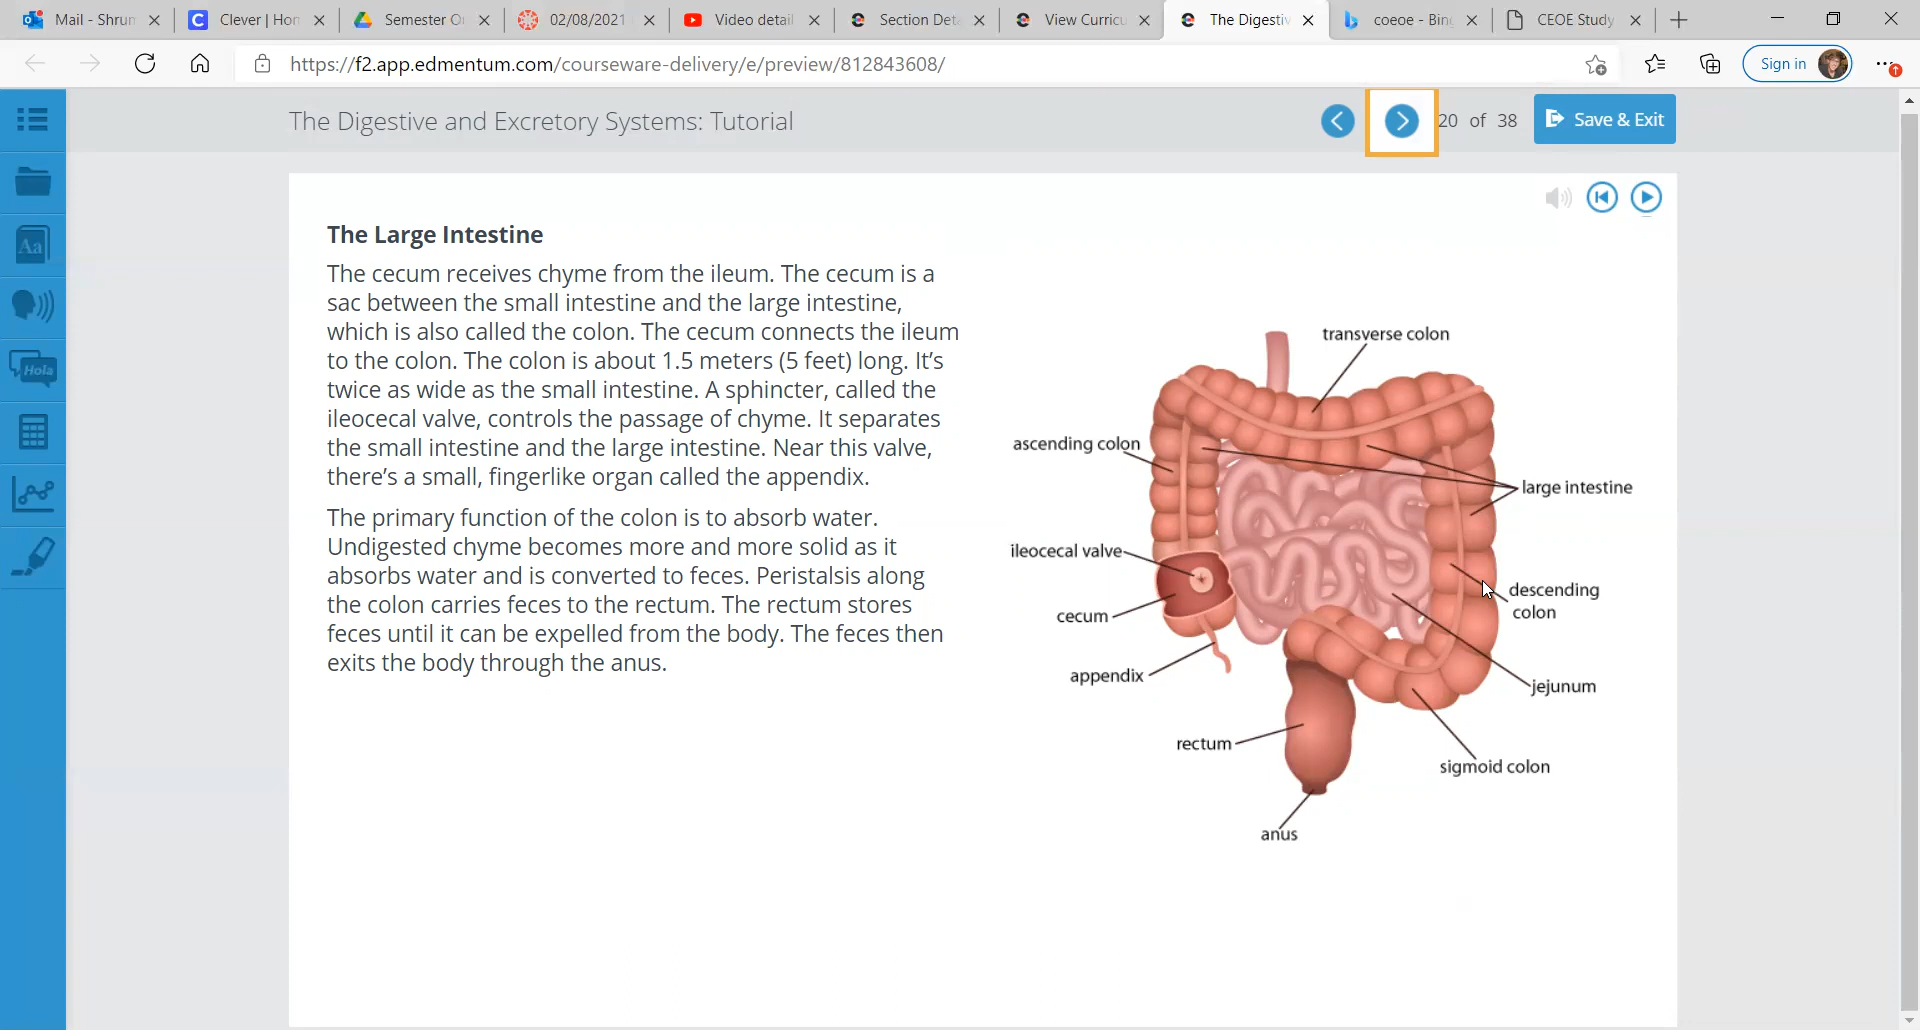 Mail - Shrun
Clever | Hon
Semester O
02/08/2021
Video detail
Section Deta
View Curricu
The Digestiv
coeoe - Bing
CEOE Study
https://f2.app.edmentum.com/courseware-delivery/e/preview/812843608/
Sign in
The Digestive and Excretory Systems: Tutorial
20 of 38
Save & Exit
Aa
Hola
The Large Intestine
The cecum receives chyme from the ileum. The cecum is a
sac between the small intestine and the large intestine,
which is also called the colon. The cecum connects the ileum
to the colon. The colon is about 1.5 meters (5 feet) long. It’s
twice as wide as the small intestine. A sphincter, called the
ileocecal valve, controls the passage of chyme. It separates
the small intestine and the large intestine. Near this valve,
there’s a small, fingerlike organ called the appendix.
The primary function of the colon is to absorb water.
Undigested chyme becomes more and more solid as it
absorbs water and is converted to feces. Peristalsis along
the colon carries feces to the rectum. The rectum stores
feces until it can be expelled from the body. The feces then
exits the body through the anus.
transverse colon
ascending colon
large intestine
ileocecal valve
descending
colon
cecum
appendix
jejunum
rectum
sigmoid colon
anus